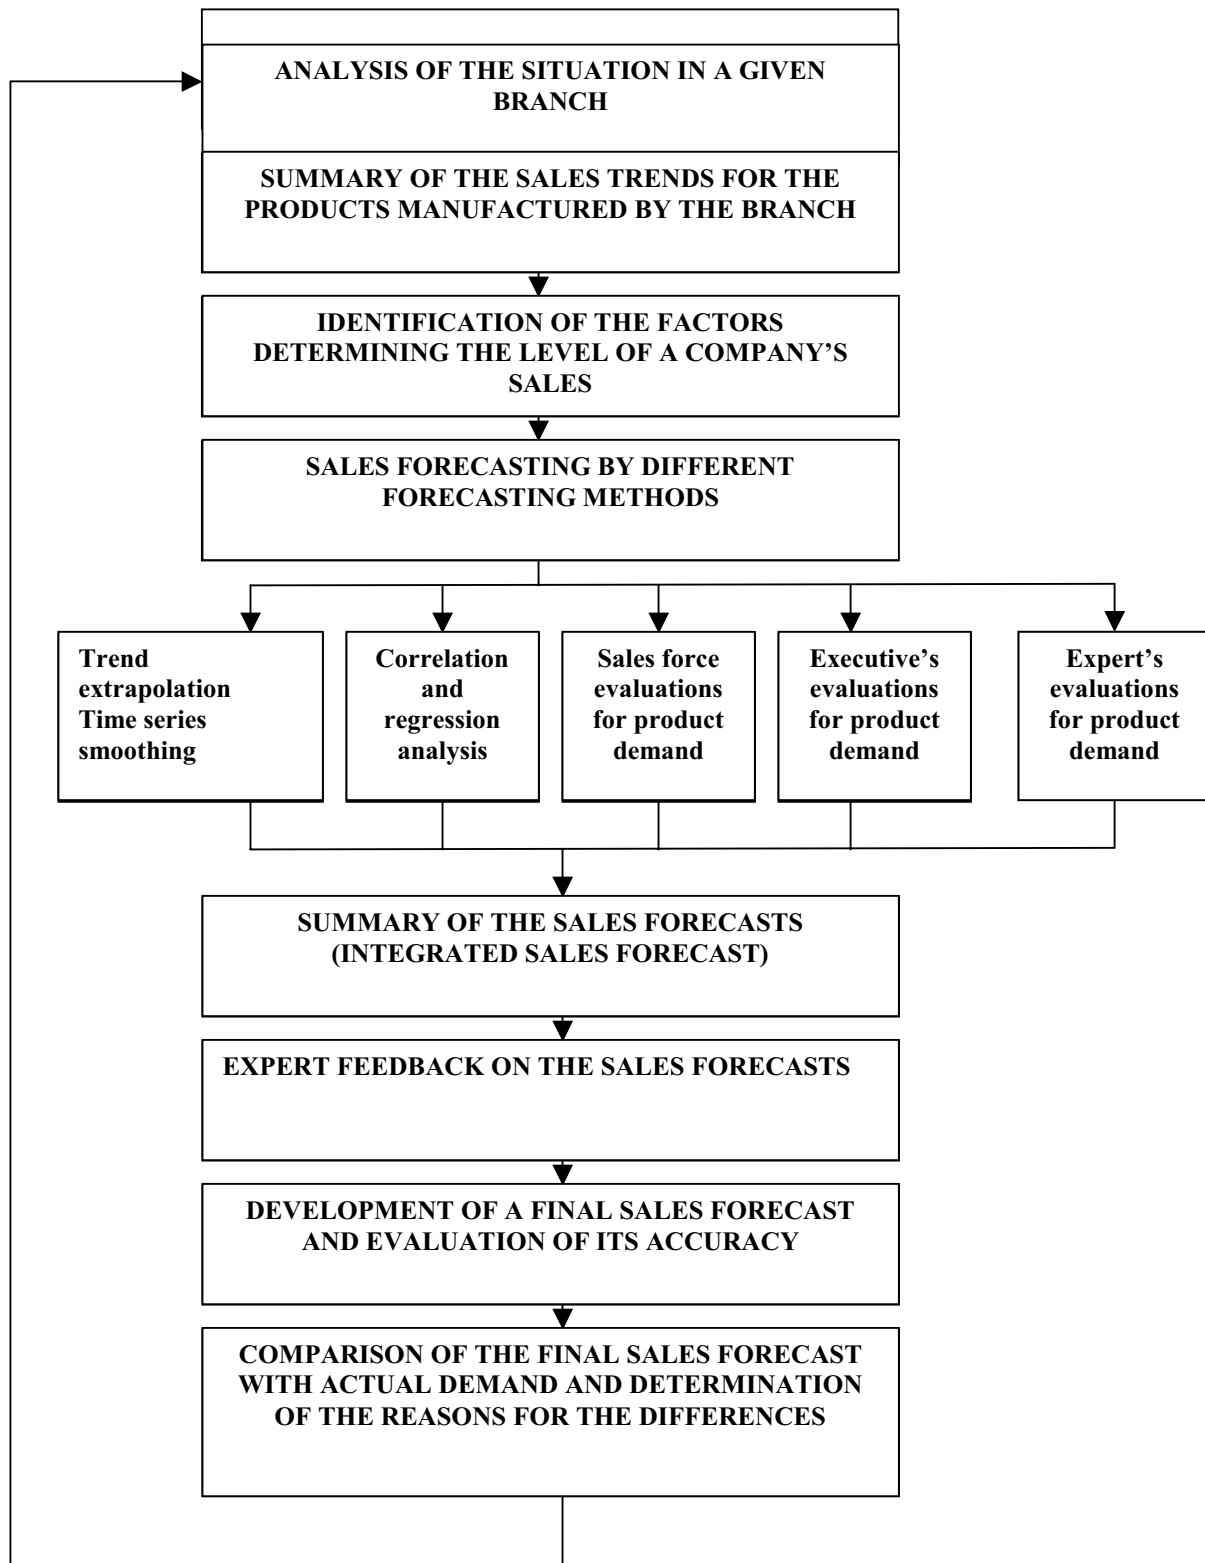 ANALYSIS OF THE SITUATION IN A GIVEN
BRANCH
SUMMARY OF THE SALES TRENDS FOR THE
PRODUCTS MANUFACTURED BY THE BRANCH
IDENTIFICATION OF THE FACTORS
DETERMINING THE LEVEL OF A COMPANY’S
SALES
SALES FORECASTING BY DIFFERENT
FORECASTING METHODS
Trend
extrapolation
Time series
smoothing
Correlation
and
regression
analysis
Sales force
evaluations
for product
demand
Executive’s
evaluations
for product
demand
Expert’s
evaluations
for product
demand
SUMMARY OF THE SALES FORECASTS
(INTEGRATED SALES FORECAST)
EXPERT FEEDBACK ON THE SALES FORECASTS
DEVELOPMENT OF A FINAL SALES FORECAST
AND EVALUATION OF ITS ACCURACY
COMPARISON OF THE FINAL SALES FORECAST
WITH ACTUAL DEMAND AND DETERMINATION
OF THE REASONS FOR THE DIFFERENCES